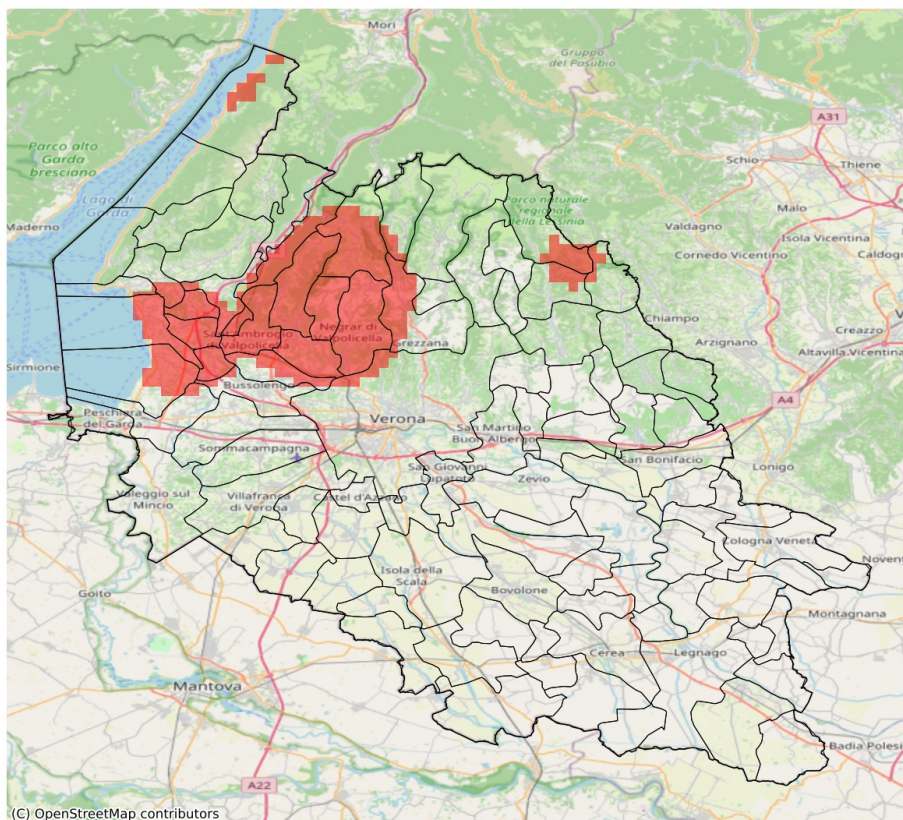 Mori
Gruppo
del Pasubio
A31
Parco alto
Garda
bresciano
Schio
Thiene
Lago di
Garda
Parco naturale
regionale
della Lessinia
Malo
Maderno
Valdagno
Isola Vicentina
Cornedo Vicentino
Chiampo
Creazzo
Sant'Ambrogio
di Valpolicella
Negrar di
Valpolicella
Grezzana
Arzignano
Altavilla Vicentina
Sirmione
Bussolengo
A4
Peschiera
del Garda
Verona
San Martino
Buon Albergo
Sommacampagna
San Bonifacio
Lonigo
San Giovanni
Lupatoto
Zevio
Valeggio sul
Mincio
Villafranca
di Verona
Castel d'Azzano
Cologna Veneta
Isola della
Scala
Goito
Bovolone
Montagnana
Cerea
Legnago
Mantova
Badia Polesi
A22
(C) OpenStreetMap contributors